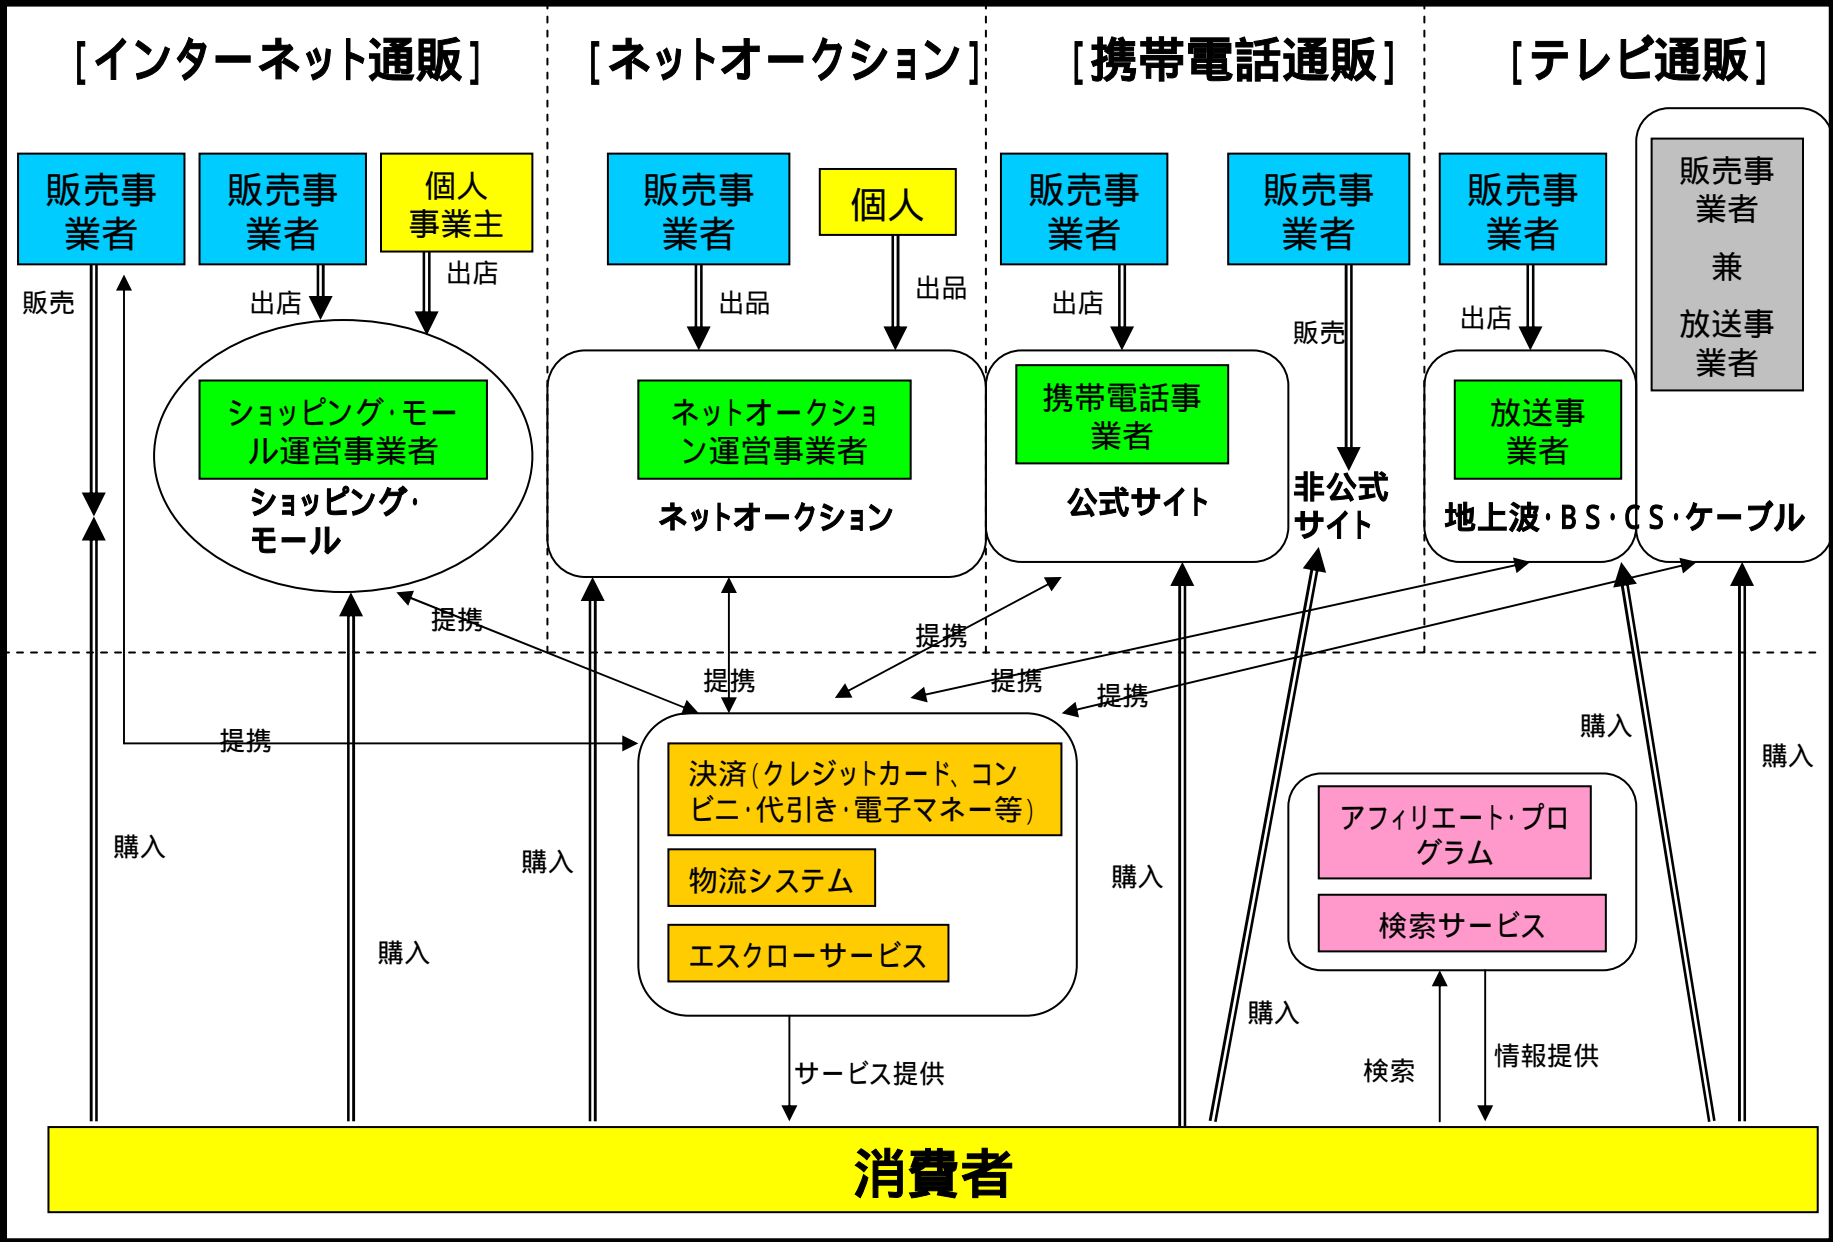 [インターネット通販]
[ネットオークション]
[携帯電話通販]
[テレビ通販]
販売事
業者
販売事
業者
個人
事業主
販売事
業者
個人
販売事
業者
販売事
業者
販売事
業者
販売事
業者
兼
放送事
業者
販売
出店
出店
出品
出品
出店
販売
出店
ショッピング・モー
ル運営事業者
ショッピング・
モール
ネットオークショ
ン運営事業者
ネットオークション
携帯電話事
業者
公式サイト
非公式
サイト
放送事
業者
地上波・BS・CS・ケーブル
提携
提携
提携
提携
提携
提携
決済(クレジットカード、コン
ビニ・代引き・電子マネー等)
物流システム
エスクローサービス
アフィリエート・プロ
グラム
検索サービス
購入
購入
購入
購入
購入
購入
購入
サービス提供
検索
情報提供
消費者